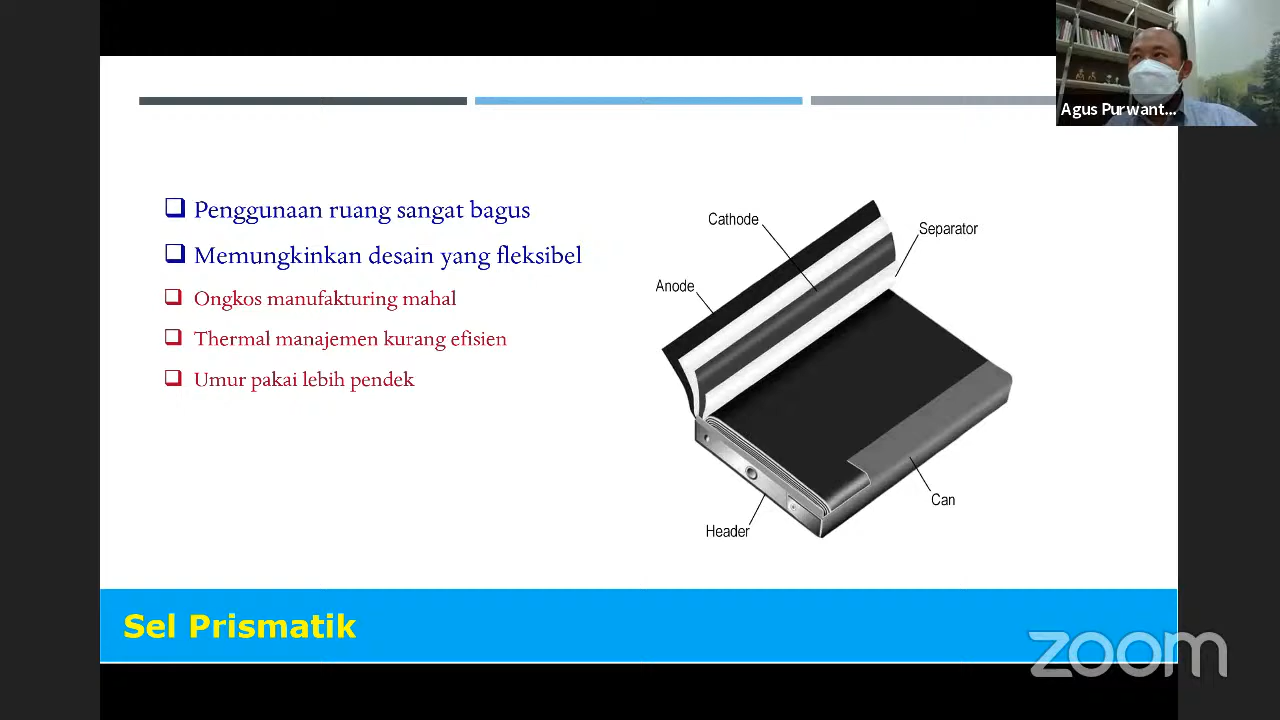 Agus Purwant...
Penggunaan ruang sangat bagus
Memungkinkan desain yang fleksibel
Ongkos manufakturing mahal
Thermal manajemen kurang efisien
Umur pakai lebih pendek
Cathode
Separator
Anode
Can
Header
Sel Prismatik
zoom